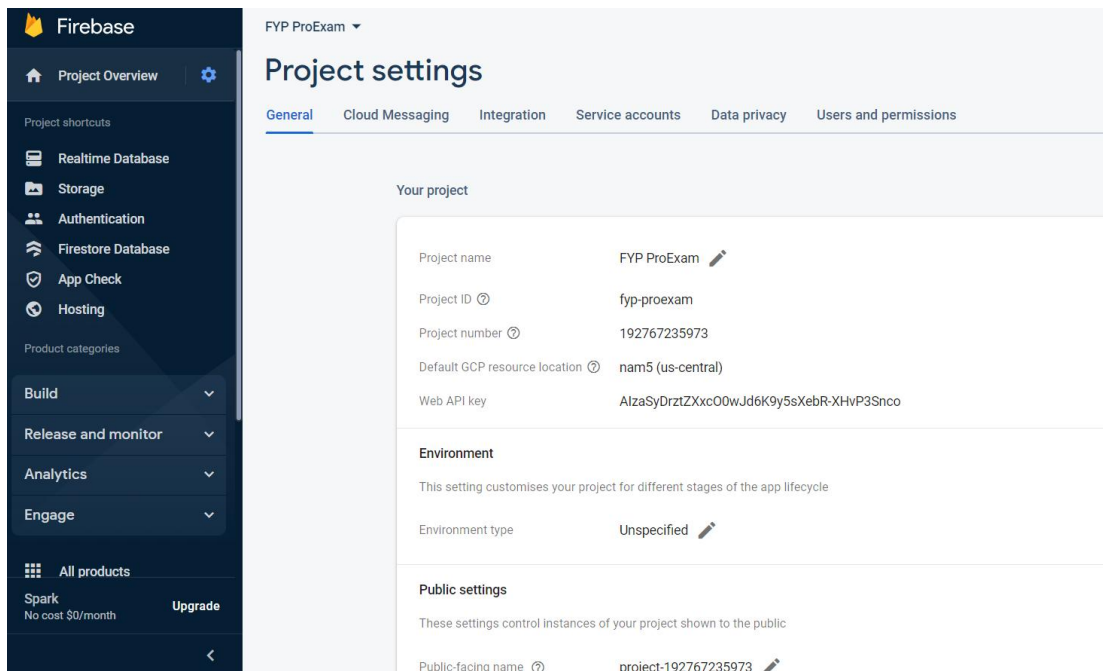 Firebase
Project Overview
Project shortcuts
Realtime Database
Storage
Authentication
Firestore Database
App Check
Hosting
Product categories
Build
Release and monitor
Analytics
Engage
All products
Spark
No cost $0/month
Upgrade
FYP ProExam
Project settings
General Cloud Messaging Integration Service accounts Data privacy Users and permissions
Your project
Project name FYP ProExam
Project ID fyp-proexam
Project number 192767235973
Default GCP resource location nam5 (us-central)
Web API key AIzaSyDrztZXxcO0wJd6K9y5sXebR-XHvP3Snco
Environment
This setting customises your project for different stages of the app lifecycle
Environment type Unspecified
Public settings
These settings control instances of your project shown to the public
Public-facing name project-192767235973